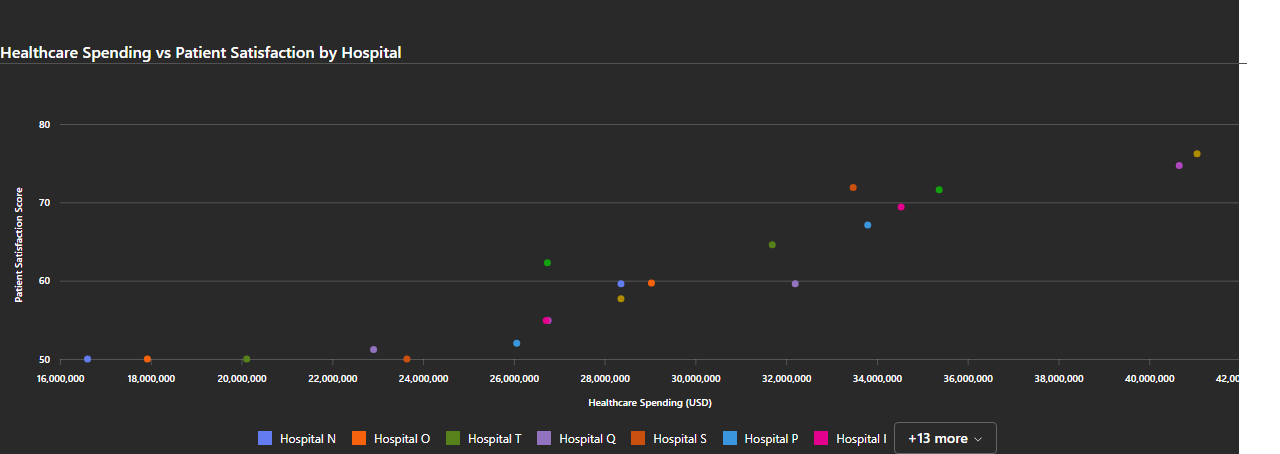 Healthcare Spending vs Patient Satisfaction by Hospital
80
70
60
50
Patient Satisfaction Score
16,000,000 18,000,000 20,000,000 22,000,000 24,000,000 26,000,000 28,000,000 30,000,000 32,000,000 34,000,000 36,000,000 38,000,000 40,000,000 42,00
Healthcare Spending (USD)
Hospital N Hospital O Hospital T Hospital Q Hospital S Hospital P Hospital I +13 more